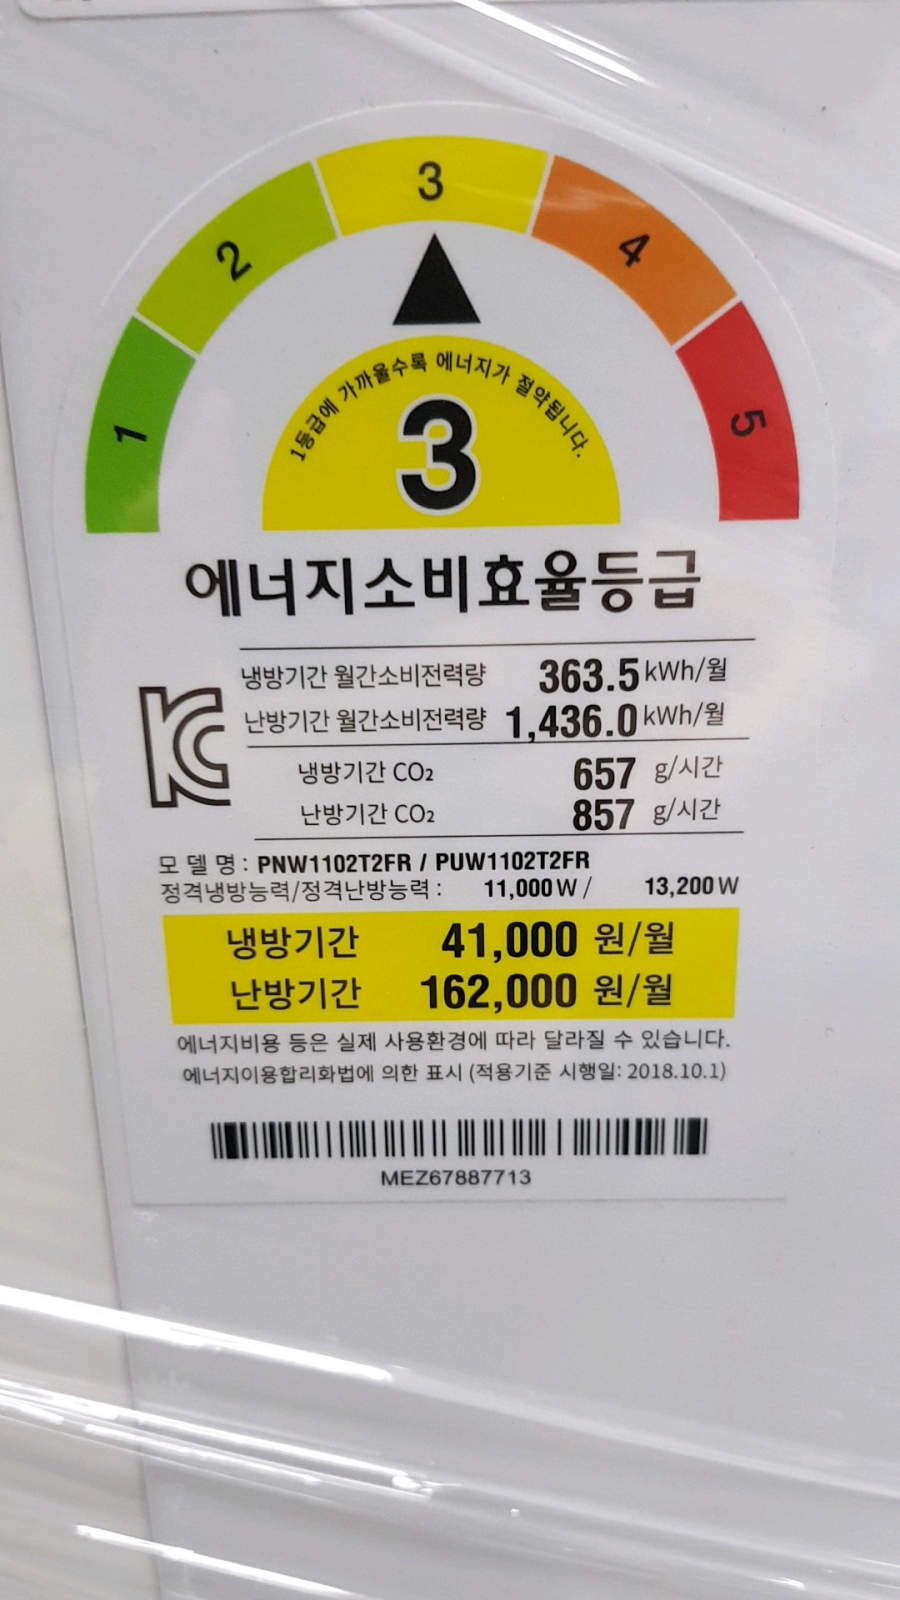 1 2 3 4 5
1등급에 가까울수록 에너지가 절약됩니다.
3
에너지소비효율등급
냉방기간 월간소비전력량 363.5 kWh/월
난방기간 월간소비전력량 1,436.0 kWh/월
냉방기간 CO₂ 657 g/시간
난방기간 CO₂ 857 g/시간
모 델 명 : PNW1102T2FR / PUW1102T2FR
정격냉방능력/정격난방능력 : 11,000 W / 13,200 W
냉방기간 41,000 원/월
난방기간 162,000 원/월
에너지비용 등은 실제 사용환경에 따라 달라질 수 있습니다.
에너지이용합리화법에 의한 표시 (적용기준 시행일: 2018.10.1)
MEZ67887713